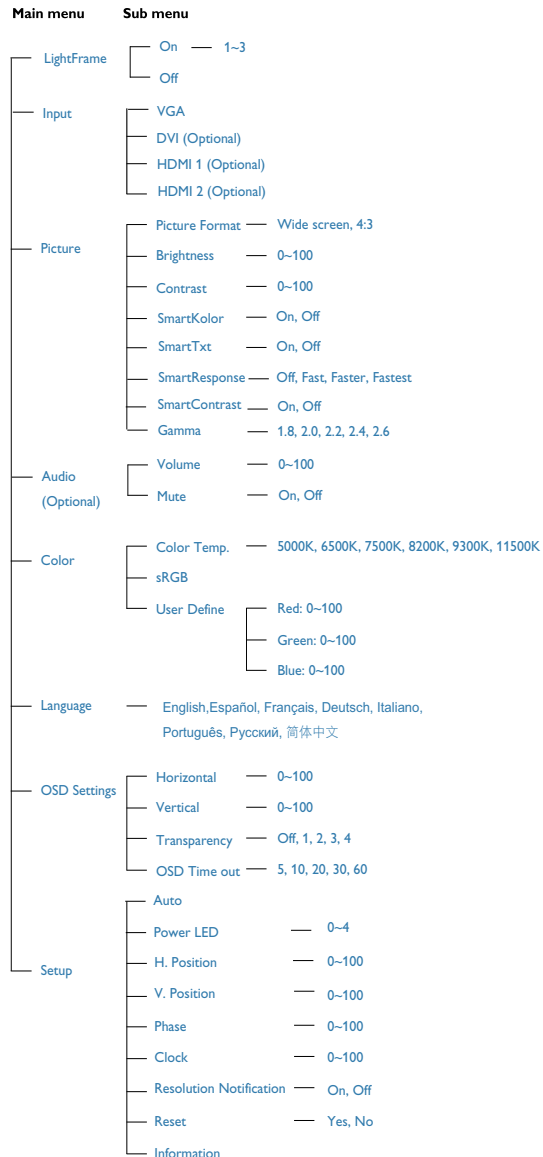 Main menu Sub menu
LightFrame On 1~3
Off
Input VGA
DVI (Optional)
HDMI 1 (Optional)
HDMI 2 (Optional)
Picture Picture Format Wide screen, 4:3
Brightness 0~100
Contrast 0~100
SmartKolor On, Off
SmartTxt On, Off
SmartResponse Off, Fast, Faster, Fastest
SmartContrast On, Off
Gamma 1.8, 2.0, 2.2, 2.4, 2.6
Audio (Optional) Volume 0~100
Mute On, Off
Color Color Temp. 5000K, 6500K, 7500K, 8200K, 9300K, 11500K
sRGB
User Define Red: 0~100
Green: 0~100
Blue: 0~100
Language English,Español, Français, Deutsch, Italiano,
Português, Русский, 简体中文
OSD Settings Horizontal 0~100
Vertical 0~100
Transparency Off, 1, 2, 3, 4
OSD Time out 5, 10, 20, 30, 60
Setup Auto
Power LED 0~4
H. Position 0~100
V. Position 0~100
Phase 0~100
Clock 0~100
Resolution Notification On, Off
Reset Yes, No
Information